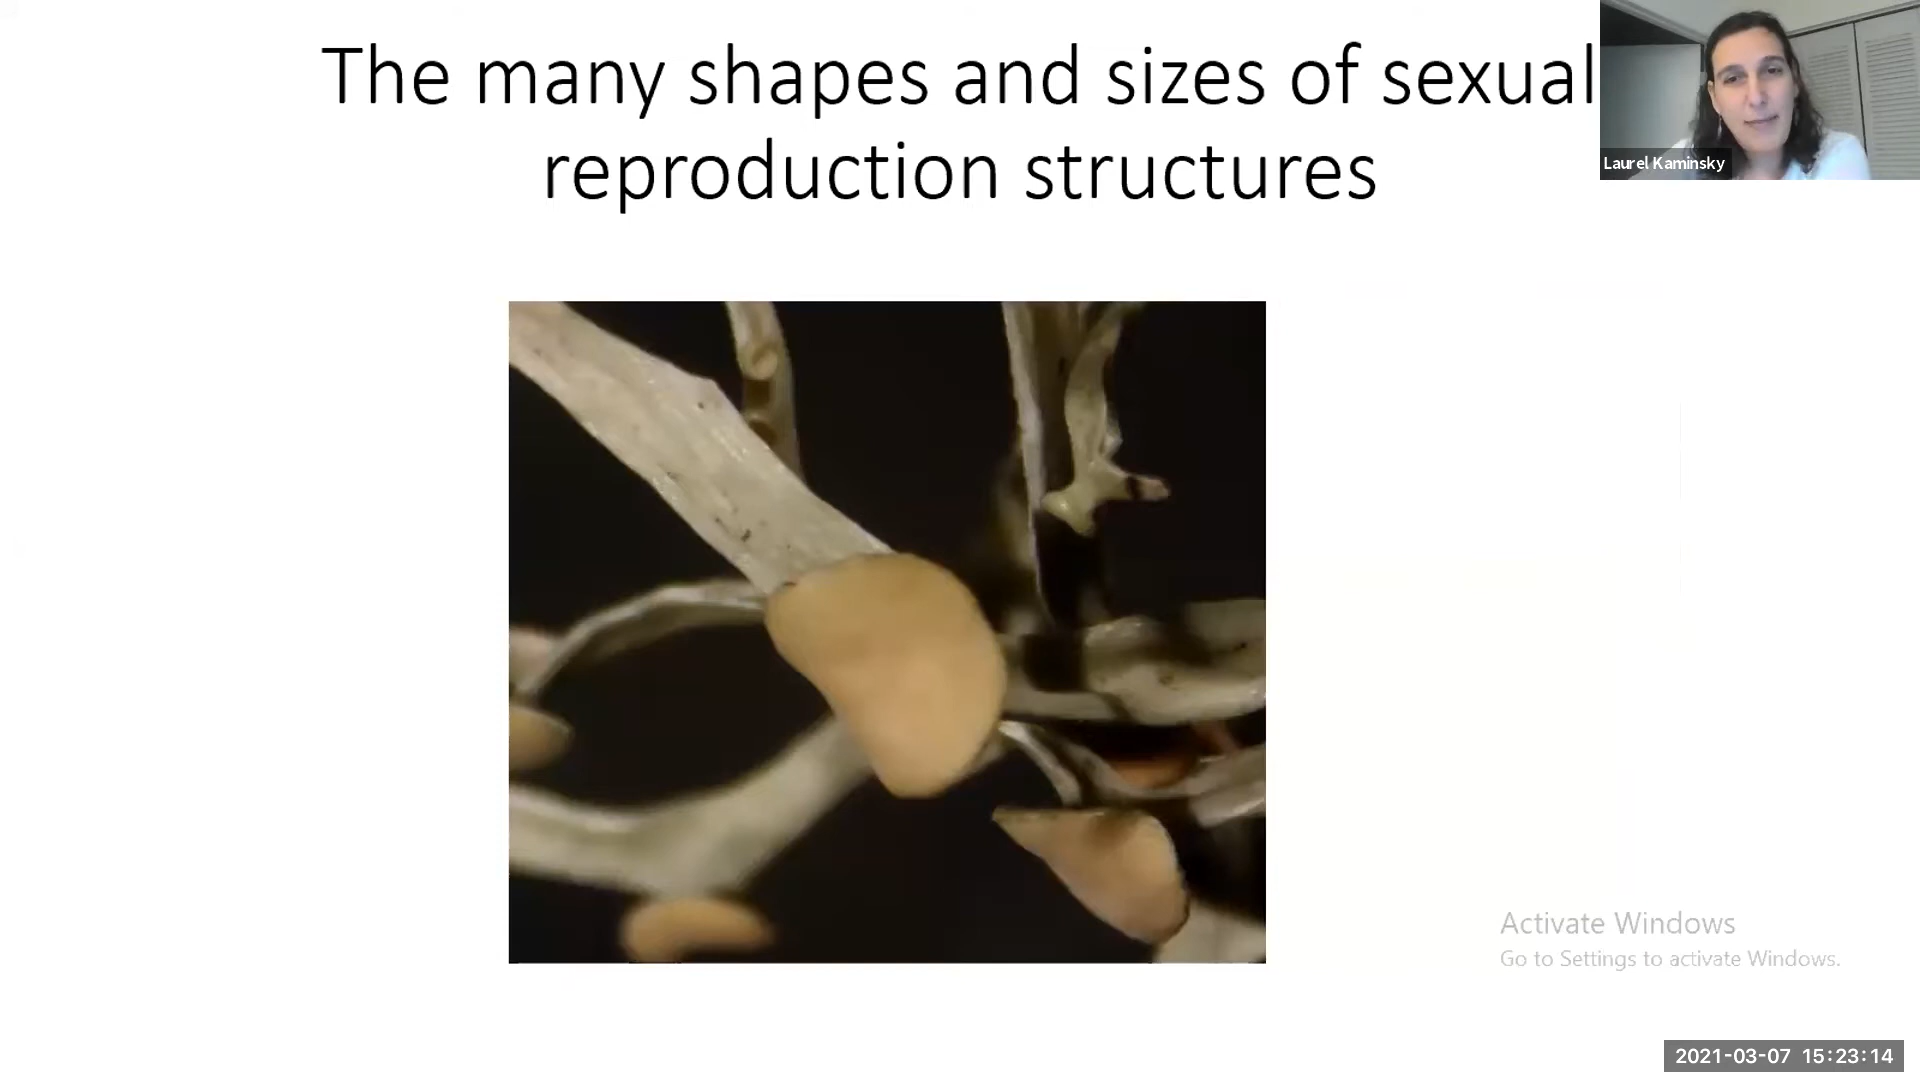 The many shapes and sizes of sexual
reproduction structures
Laurel Kaminsky
Activate Windows
Go to Settings to activate Windows.
2021-03-07 15:23:14